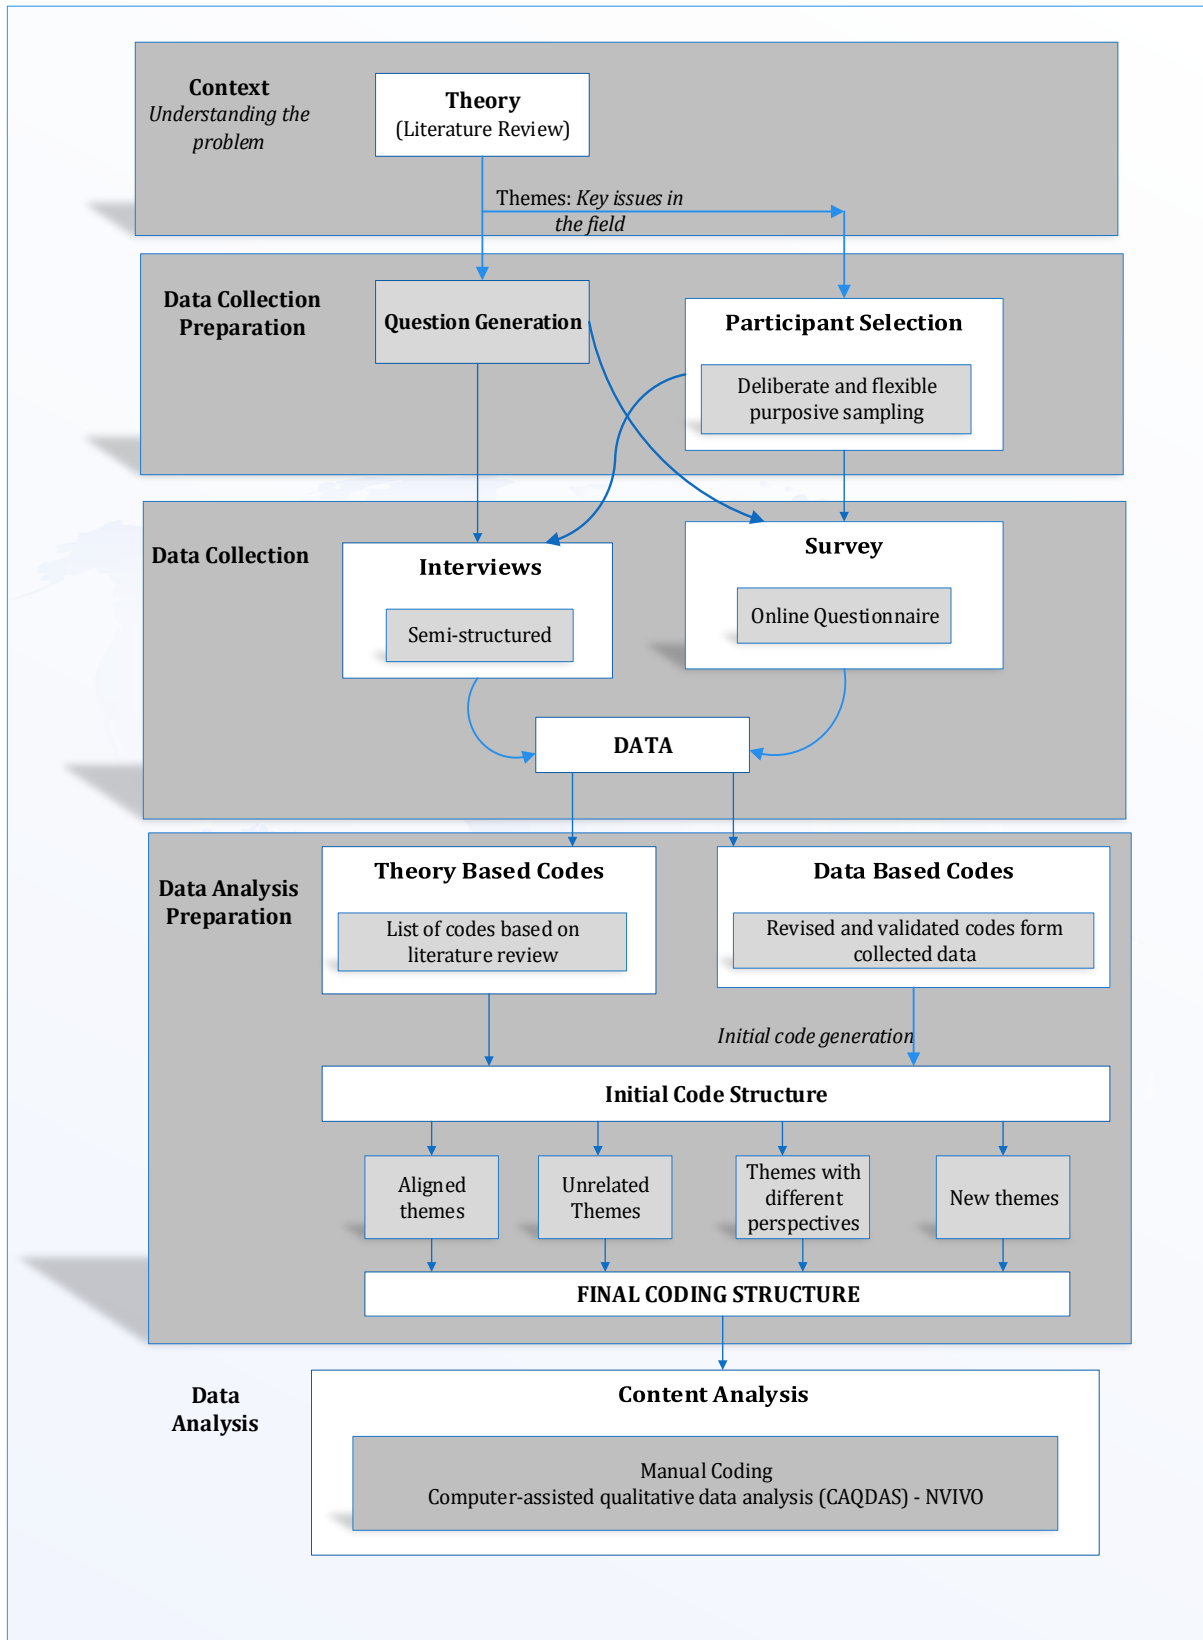 Context
Understanding the
problem
Theory
(Literature Review)
Themes: Key issues in
the field
Data Collection
Preparation
Question Generation
Participant Selection
Deliberate and flexible
purposive sampling
Data Collection
Interviews
Semi-structured
Survey
Online Questionnaire
DATA
Data Analysis
Preparation
Theory Based Codes
List of codes based on
literature review
Data Based Codes
Revised and validated codes form
collected data
Initial code generation
Initial Code Structure
Aligned
themes
Unrelated
Themes
Themes with
different
perspectives
New themes
FINAL CODING STRUCTURE
Data
Analysis
Content Analysis
Manual Coding
Computer-assisted qualitative data analysis (CAQDAS) - NVIVO